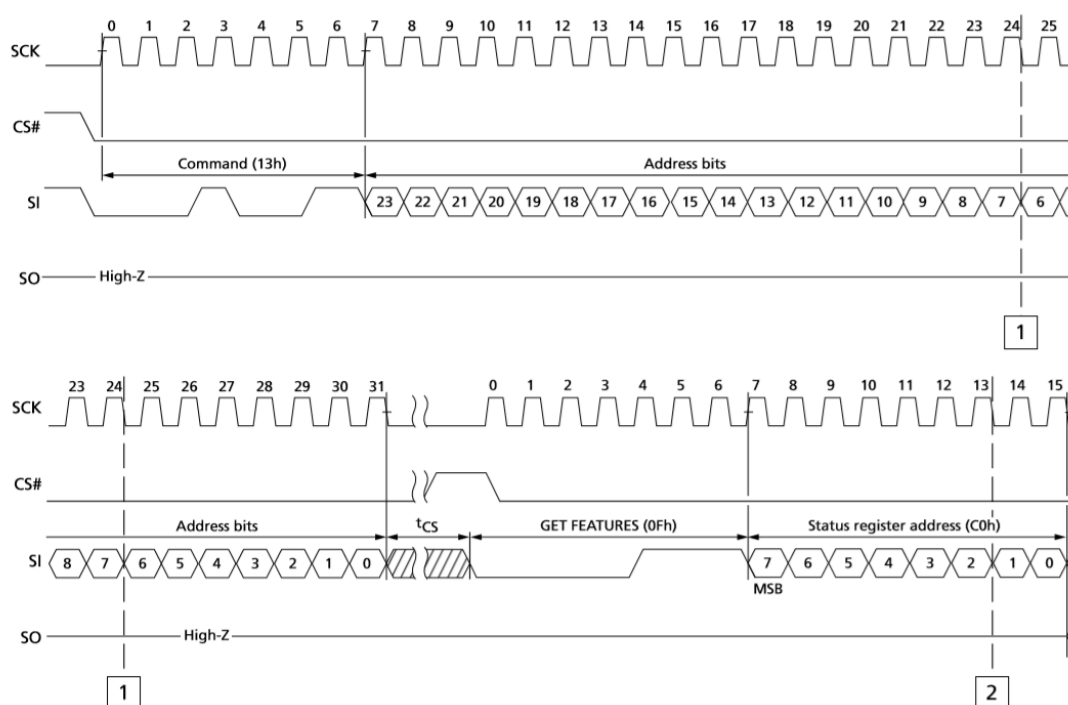 0 1 2 3 4 5 6 7 8 9 10 11 12 13 14 15 16 17 18 19 20 21 22 23 24 25
SCK
CS#
Command (13h) Address bits
SI 23 22 21 20 19 18 17 16 15 14 13 12 11 10 9 8 7 6
SO High-Z
1
23 24 25 26 27 28 29 30 31 0 1 2 3 4 5 6 7 8 9 10 11 12 13 14 15
SCK
CS#
Address bits tCS GET FEATURES (0Fh) Status register address (C0h)
SI 8 7 6 5 4 3 2 1 0 7 6 5 4 3 2 1 0
MSB
SO High-Z
1 2